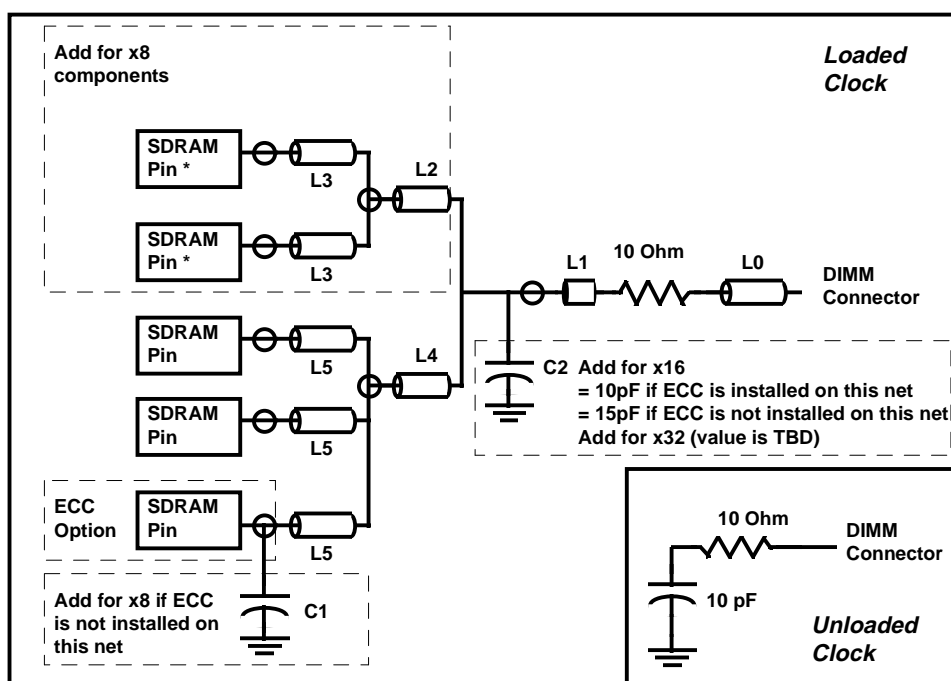 Add for x8
components
Loaded
Clock
SDRAM
Pin *
L3
L2
SDRAM
Pin *
L3
L1
10 Ohm
L0
DIMM
Connector
SDRAM
Pin
L5
L4
C2
Add for x16
= 10pF if ECC is installed on this net
= 15pF if ECC is not installed on this net
Add for x32 (value is TBD)
SDRAM
Pin
L5
ECC
Option
SDRAM
Pin
L5
Add for x8 if ECC
is not installed on
this net
C1
10 Ohm
DIMM
Connector
10 pF
Unloaded
Clock